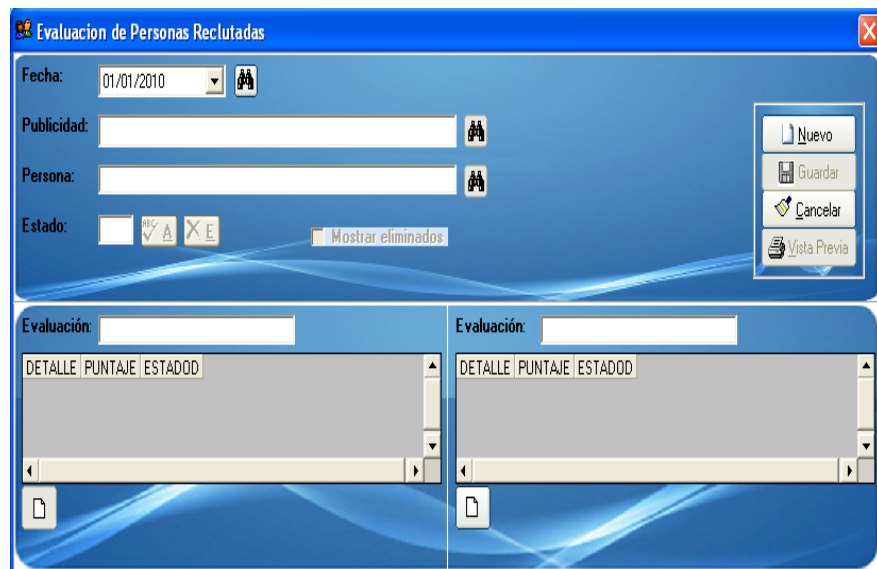 Evaluacion de Personas Reclutadas
Fecha: 01/01/2010
Publicidad:
Nuevo
Persona:
Guardar
Cancelar
Estado: ABC A X E Mostrar eliminados
Vista Previa
Evaluación: Evaluación:
DETALLE PUNTAJE ESTADOD DETALLE PUNTAJE ESTADOD